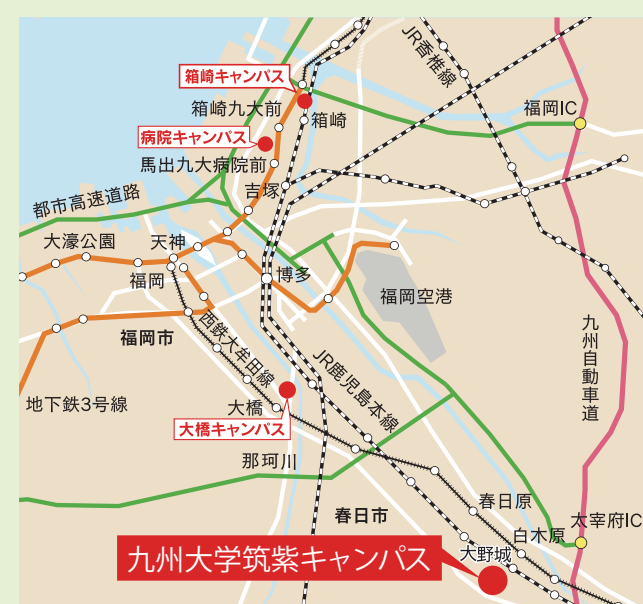 JR香椎線
箱崎キャンパス
箱崎九大前
箱崎
福岡IC
病院キャンパス
馬出九大病院前
吉塚
都市高速道路
大濠公園
天神
福岡
博多
福岡空港
福岡市
西鉄大牟田線
JR鹿児島本線
九州自動車道
地下鉄3号線
大橋
大橋キャンパス
那珂川
春日市
春日原
白木原
太宰府IC
大野城
九州大学筑紫キャンパス